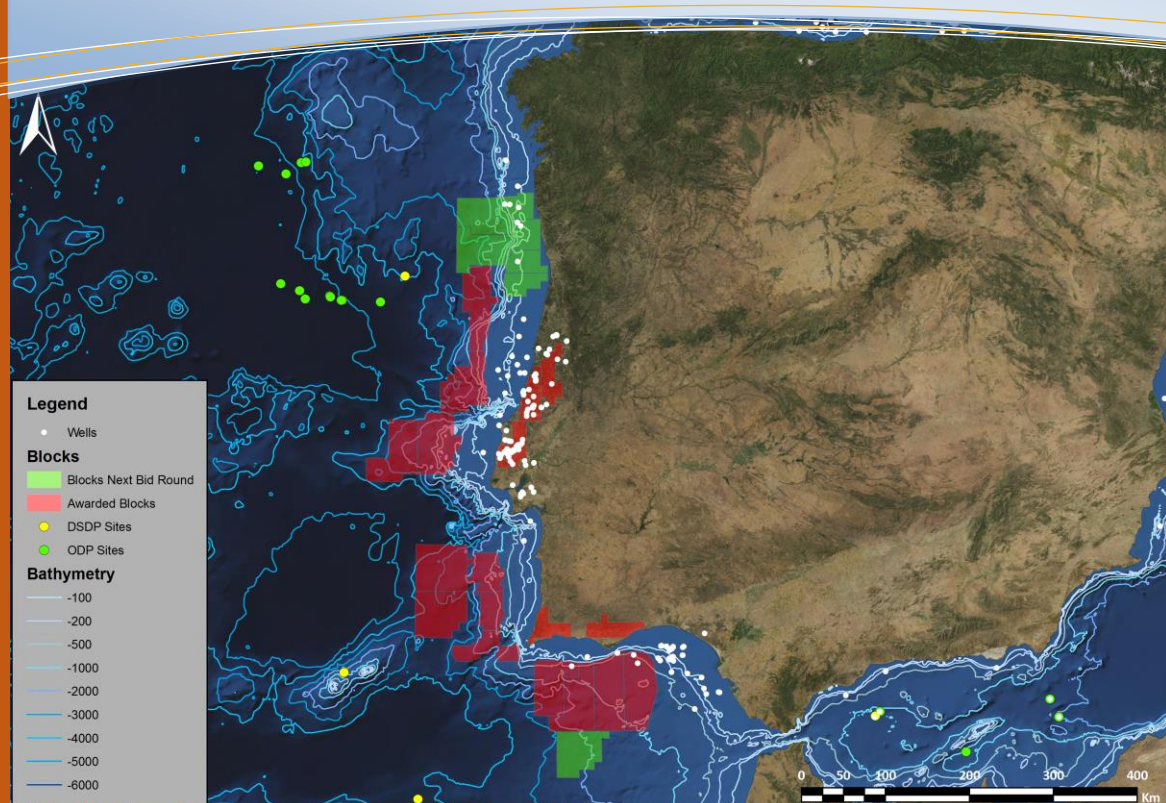 Legend
Wells
Blocks
Blocks Next Bid Round
Awarded Blocks
DSDP Sites
ODP Sites
Bathymetry
-100
-200
-500
-1000
-2000
-3000
-4000
-5000
-6000
0 50 100 200 300 400
Km